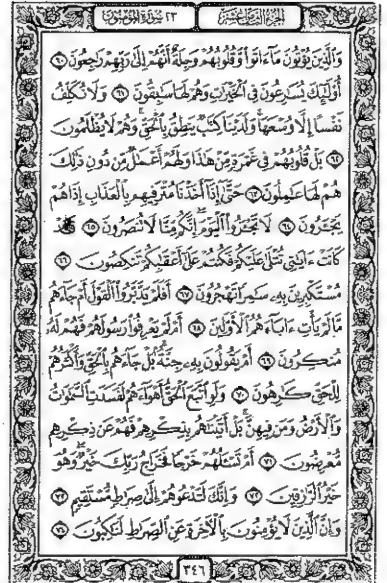 الجزء الثامن عشر ٢٣ سورة المؤمنون
وَٱلَّذِينَ يُؤْتُونَ مَآ ءَاتَوا۟ وَّقُلُوبُهُمْ وَجِلَةٌ أَنَّهُمْ إِلَىٰ رَبِّهِمْ رَٰجِعُونَ ٦٠
أُو۟لَٰٓئِكَ يُسَٰرِعُونَ فِى ٱلْخَيْرَٰتِ وَهُمْ لَهَا سَٰبِقُونَ ٦١ وَلَا نُكَلِّفُ
نَفْسًا إِلَّا وُسْعَهَا وَلَدَيْنَا كِتَٰبٌ يَنطِقُ بِٱلْحَقِّ وَهُمْ لَا يُظْلَمُونَ
٦٢ بَلْ قُلُوبُهُمْ فِى غَمْرَةٍ مِّنْ هَٰذَا وَلَهُمْ أَعْمَٰلٌ مِّن دُونِ ذَٰلِكَ
هُمْ لَهَا عَٰمِلُونَ ٦٣ حَتَّىٰٓ إِذَآ أَخَذْنَا مُتْرَفِيهِم بِٱلْعَذَابِ إِذَا هُمْ
يَجْـَٔرُونَ ٦٤ لَا تَجْـَٔرُوا۟ ٱلْيَوْمَ إِنَّكُم مِّنَّا لَا تُنصَرُونَ ٦٥ قَدْ
كَانَتْ ءَايَٰتِى تُتْلَىٰ عَلَيْكُمْ فَكُنتُمْ عَلَىٰٓ أَعْقَٰبِكُمْ تَنكِصُونَ ٦٦
مُسْتَكْبِرِينَ بِهِۦ سَٰمِرًا تَهْجُرُونَ ٦٧ أَفَلَمْ يَدَّبَّرُوا۟ ٱلْقَوْلَ أَمْ جَآءَهُم
مَّا لَمْ يَأْتِ ءَابَآءَهُمُ ٱلْأَوَّلِينَ ٦٨ أَمْ لَمْ يَعْرِفُوا۟ رَسُولَهُمْ فَهُمْ لَهُۥ
مُنكِرُونَ ٦٩ أَمْ يَقُولُونَ بِهِۦ جِنَّةٌۢ بَلْ جَآءَهُم بِٱلْحَقِّ وَأَكْثَرُهُمْ
لِلْحَقِّ كَٰرِهُونَ ٧٠ وَلَوِ ٱتَّبَعَ ٱلْحَقُّ أَهْوَآءَهُمْ لَفَسَدَتِ ٱلسَّمَٰوَٰتُ
وَٱلْأَرْضُ وَمَن فِيهِنَّ بَلْ أَتَيْنَٰهُم بِذِكْرِهِمْ فَهُمْ عَن ذِكْرِهِم
مُّعْرِضُونَ ٧١ أَمْ تَسْـَٔلُهُمْ خَرْجًا فَخَرَاجُ رَبِّكَ خَيْرٌ وَهُوَ
خَيْرُ ٱلرَّٰزِقِينَ ٧٢ وَإِنَّكَ لَتَدْعُوهُمْ إِلَىٰ صِرَٰطٍ مُّسْتَقِيمٍ ٧٣
وَإِنَّ ٱلَّذِينَ لَا يُؤْمِنُونَ بِٱلْءَاخِرَةِ عَنِ ٱلصِّرَٰطِ لَنَٰكِبُونَ ٧٤
٣٤٦